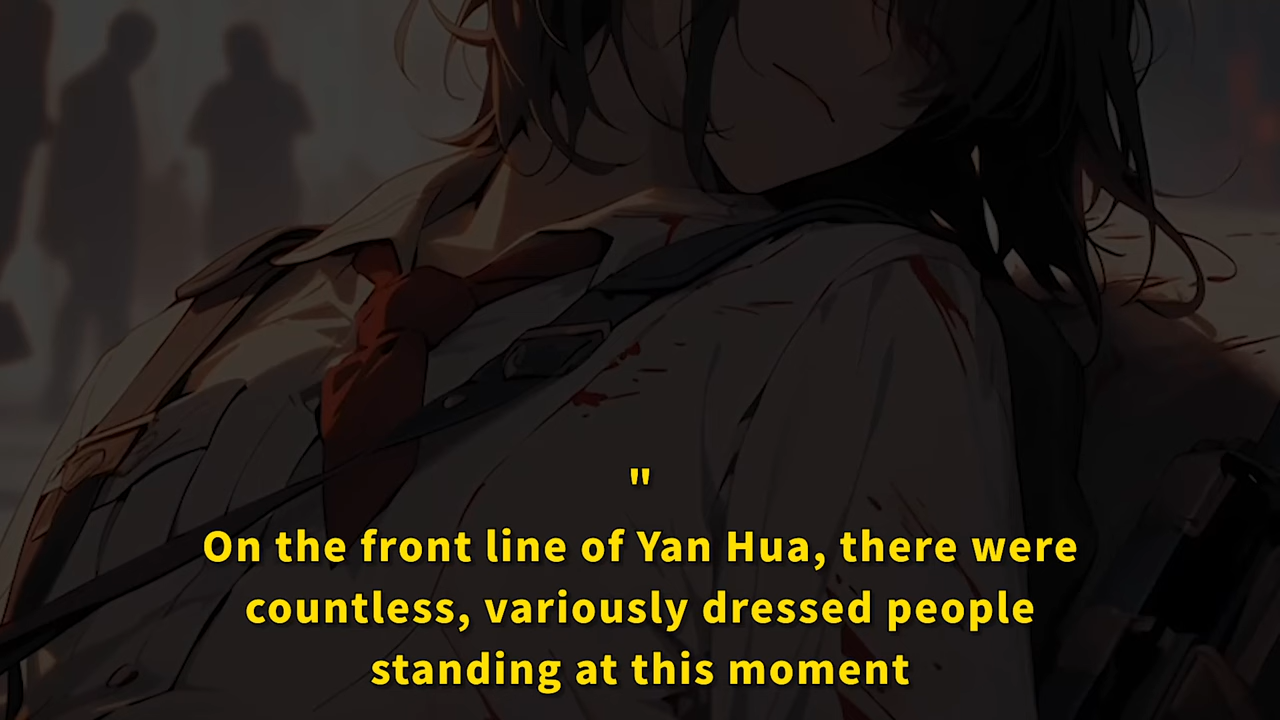 "
On the front line of Yan Hua, there were
countless, variously dressed people
standing at this moment